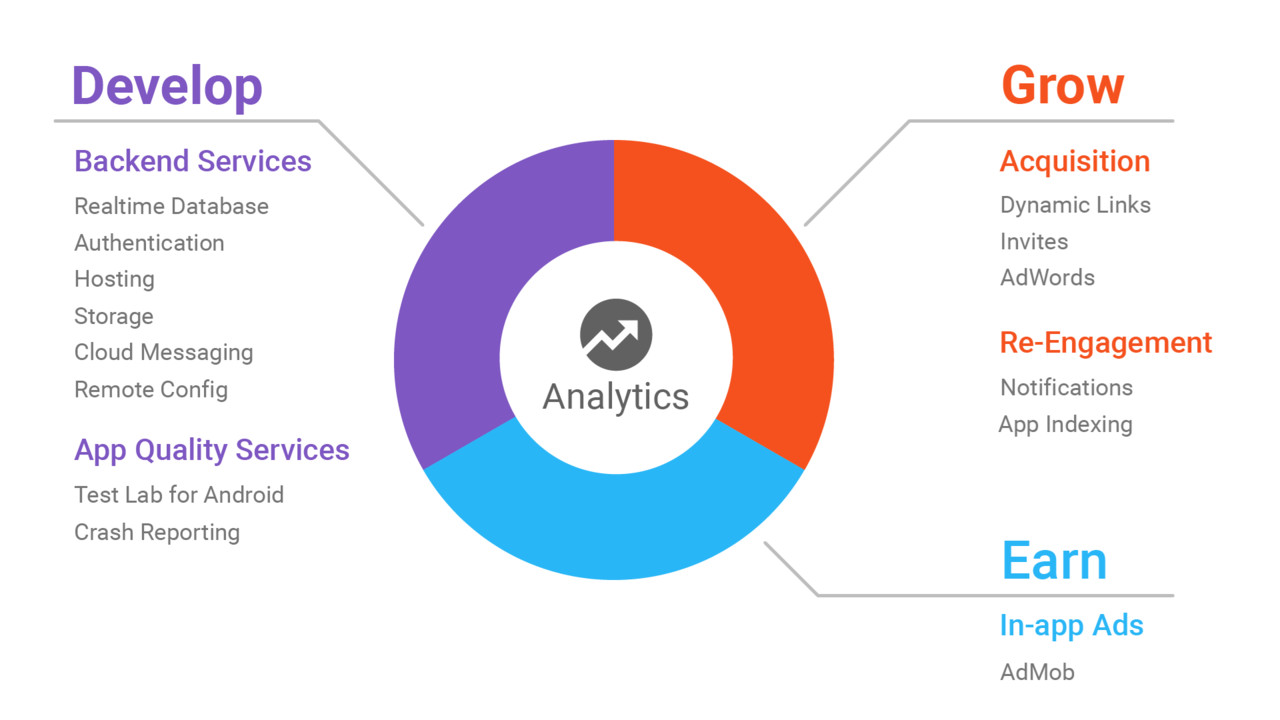 Develop
Backend Services
Realtime Database
Authentication
Hosting
Storage
Cloud Messaging
Remote Config
App Quality Services
Test Lab for Android
Crash Reporting
Analytics
Grow
Acquisition
Dynamic Links
Invites
AdWords
Re-Engagement
Notifications
App Indexing
Earn
In-app Ads
AdMob